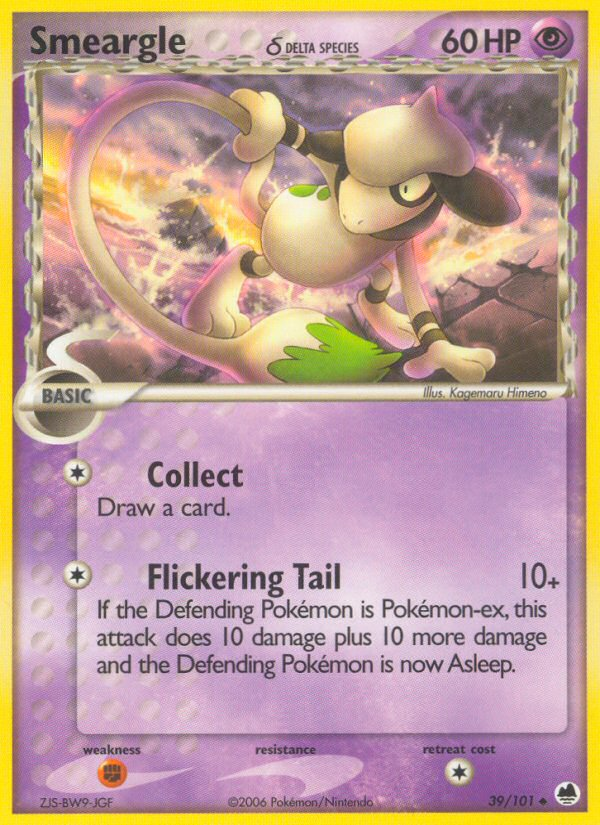 Smeargle δ DELTA SPECIES 60 HP
BASIC
Illus. Kagemaru Himeno
Collect
Draw a card.
Flickering Tail 10+
If the Defending Pokémon is Pokémon-ex, this
attack does 10 damage plus 10 more damage
and the Defending Pokémon is now Asleep.
weakness resistance retreat cost
ZJS-BW9-JGF ©2006 Pokémon/Nintendo 39/101 ◆